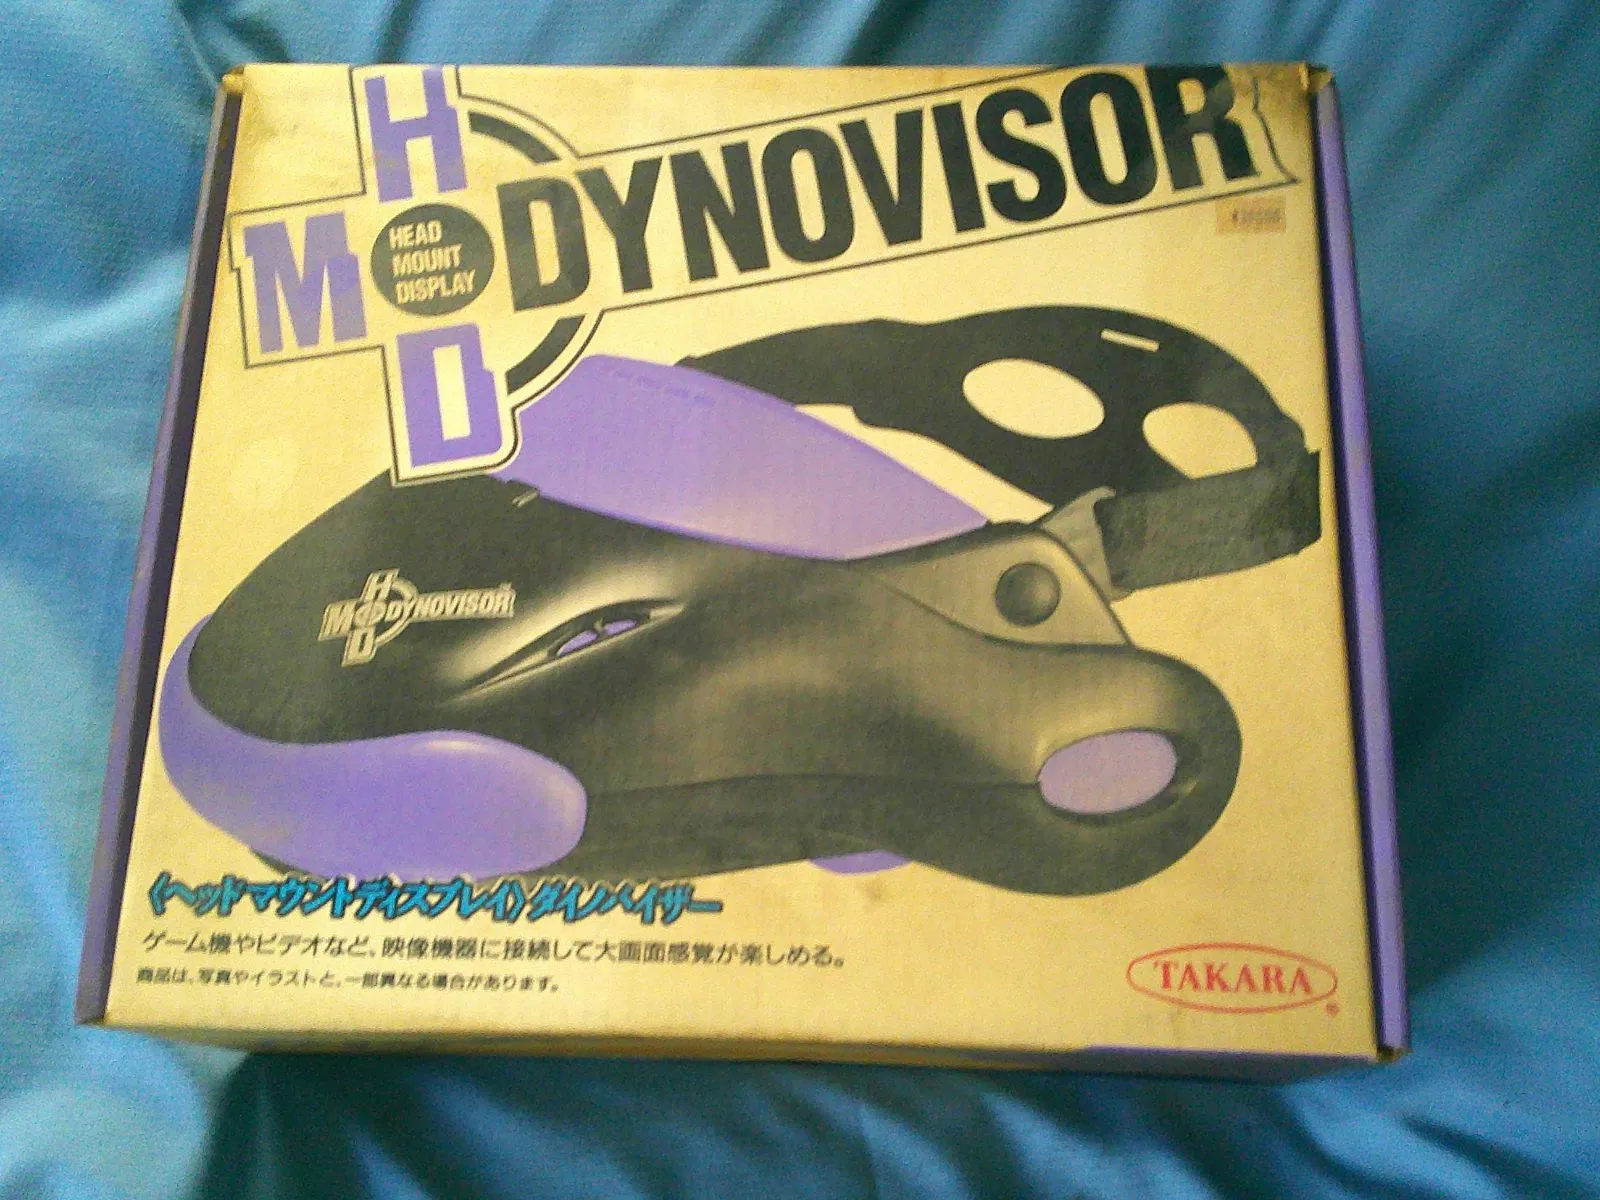 HMD
HEAD
MOUNT
DISPLAY
DYNOVISOR
HMD DYNOVISOR
〈ヘッドマウントディスプレイ〉ダイノバイザー
ゲーム機やビデオなど、映像機器に接続して大画面感覚が楽しめる。
商品は、写真やイラストと、一部異なる場合があります。
TAKARA
®